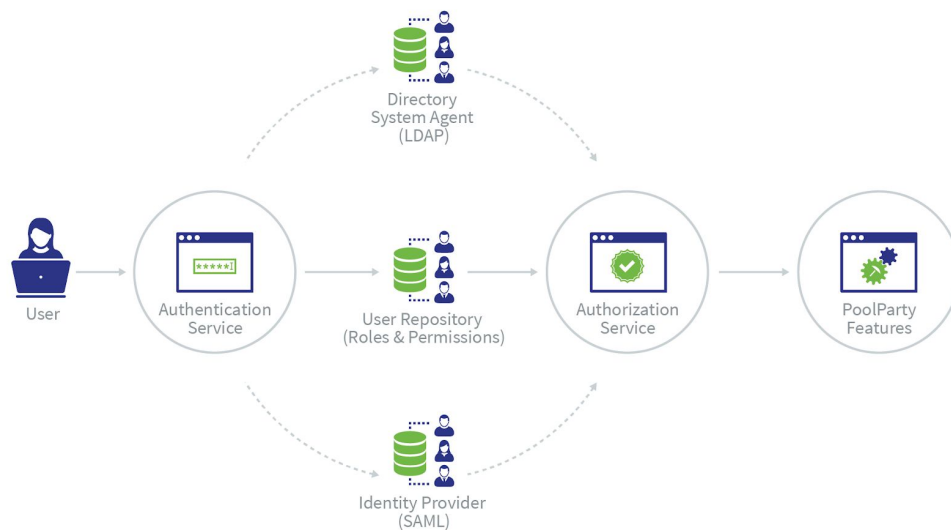 Directory
System Agent
(LDAP)
*****
User
Authentication
Service
User Repository
(Roles & Permissions)
Authorization
Service
PoolParty
Features
Identity Provider
(SAML)